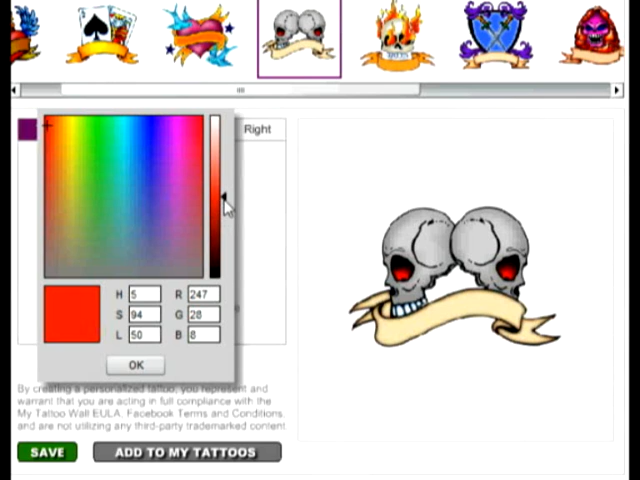 Right
H 5 R 247
S 94 G 28
L 50 B 8
OK
By creating a personalized tattoo, you represent and
warrant that you are acting in full compliance with the
My Tattoo Wall EULA, Facebook Terms and Conditions,
and are not utilizing any third-party trademarked content
SAVE
ADD TO MY TATTOOS